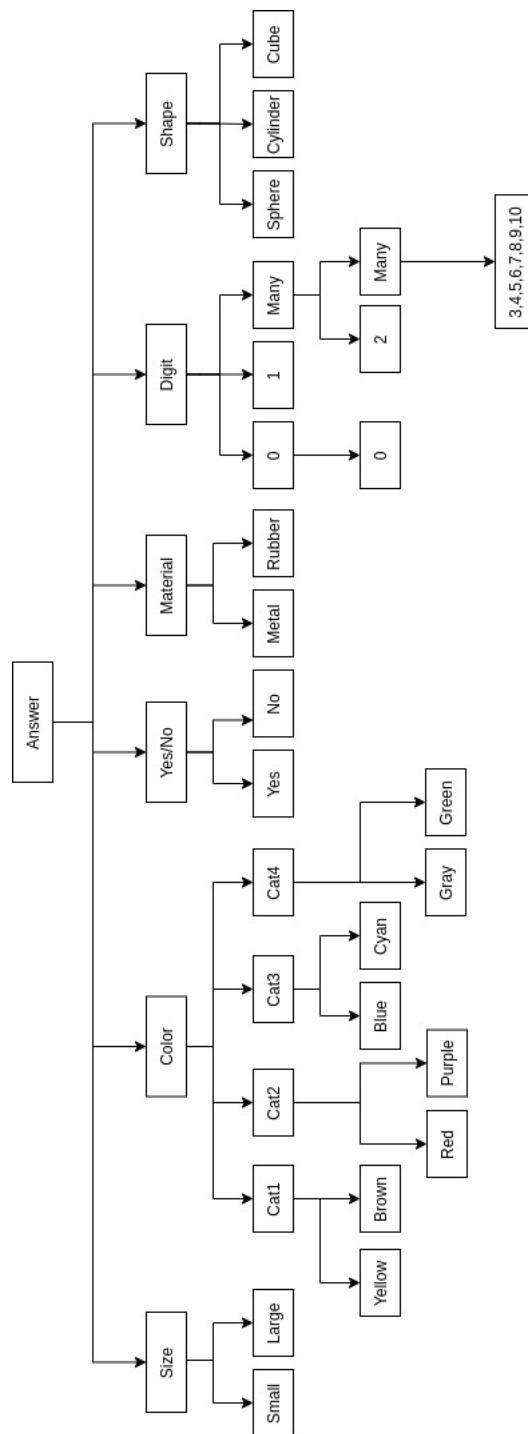 Answer
Size
Color
Yes/No
Material
Digit
Shape
Small
Large
Cat1
Cat2
Cat3
Cat4
Yes
No
Metal
Rubber
0
1
Many
Sphere
Cylinder
Cube
Yellow
Brown
Blue
Cyan
0
2
Many
Red
Purple
Gray
Green
3,4,5,6,7,8,9,10